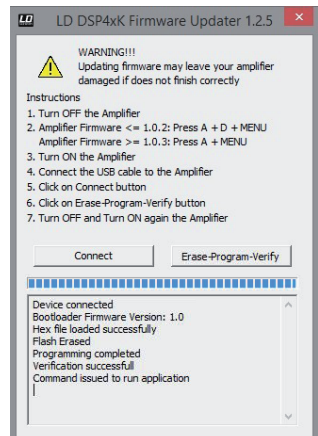 LD
LD DSP4xK Firmware Updater 1.2.5
WARNING!!!
Updating firmware may leave your amplifier
damaged if does not finish correctly
Instructions
1. Turn OFF the Amplifier
2. Amplifier Firmware <= 1.0.2: Press A + D + MENU
Amplifier Firmware >= 1.0.3: Press A + MENU
3. Turn ON the Amplifier
4. Connect the USB cable to the Amplifier
5. Click on Connect button
6. Click on Erase-Program-Verify button
7. Turn OFF and Turn ON again the Amplifier
Connect
Erase-Program-Verify
Device connected
Bootloader Firmware Version: 1.0
Hex file loaded successfully
Flash Erased
Programming completed
Verification successfull
Command issued to run application